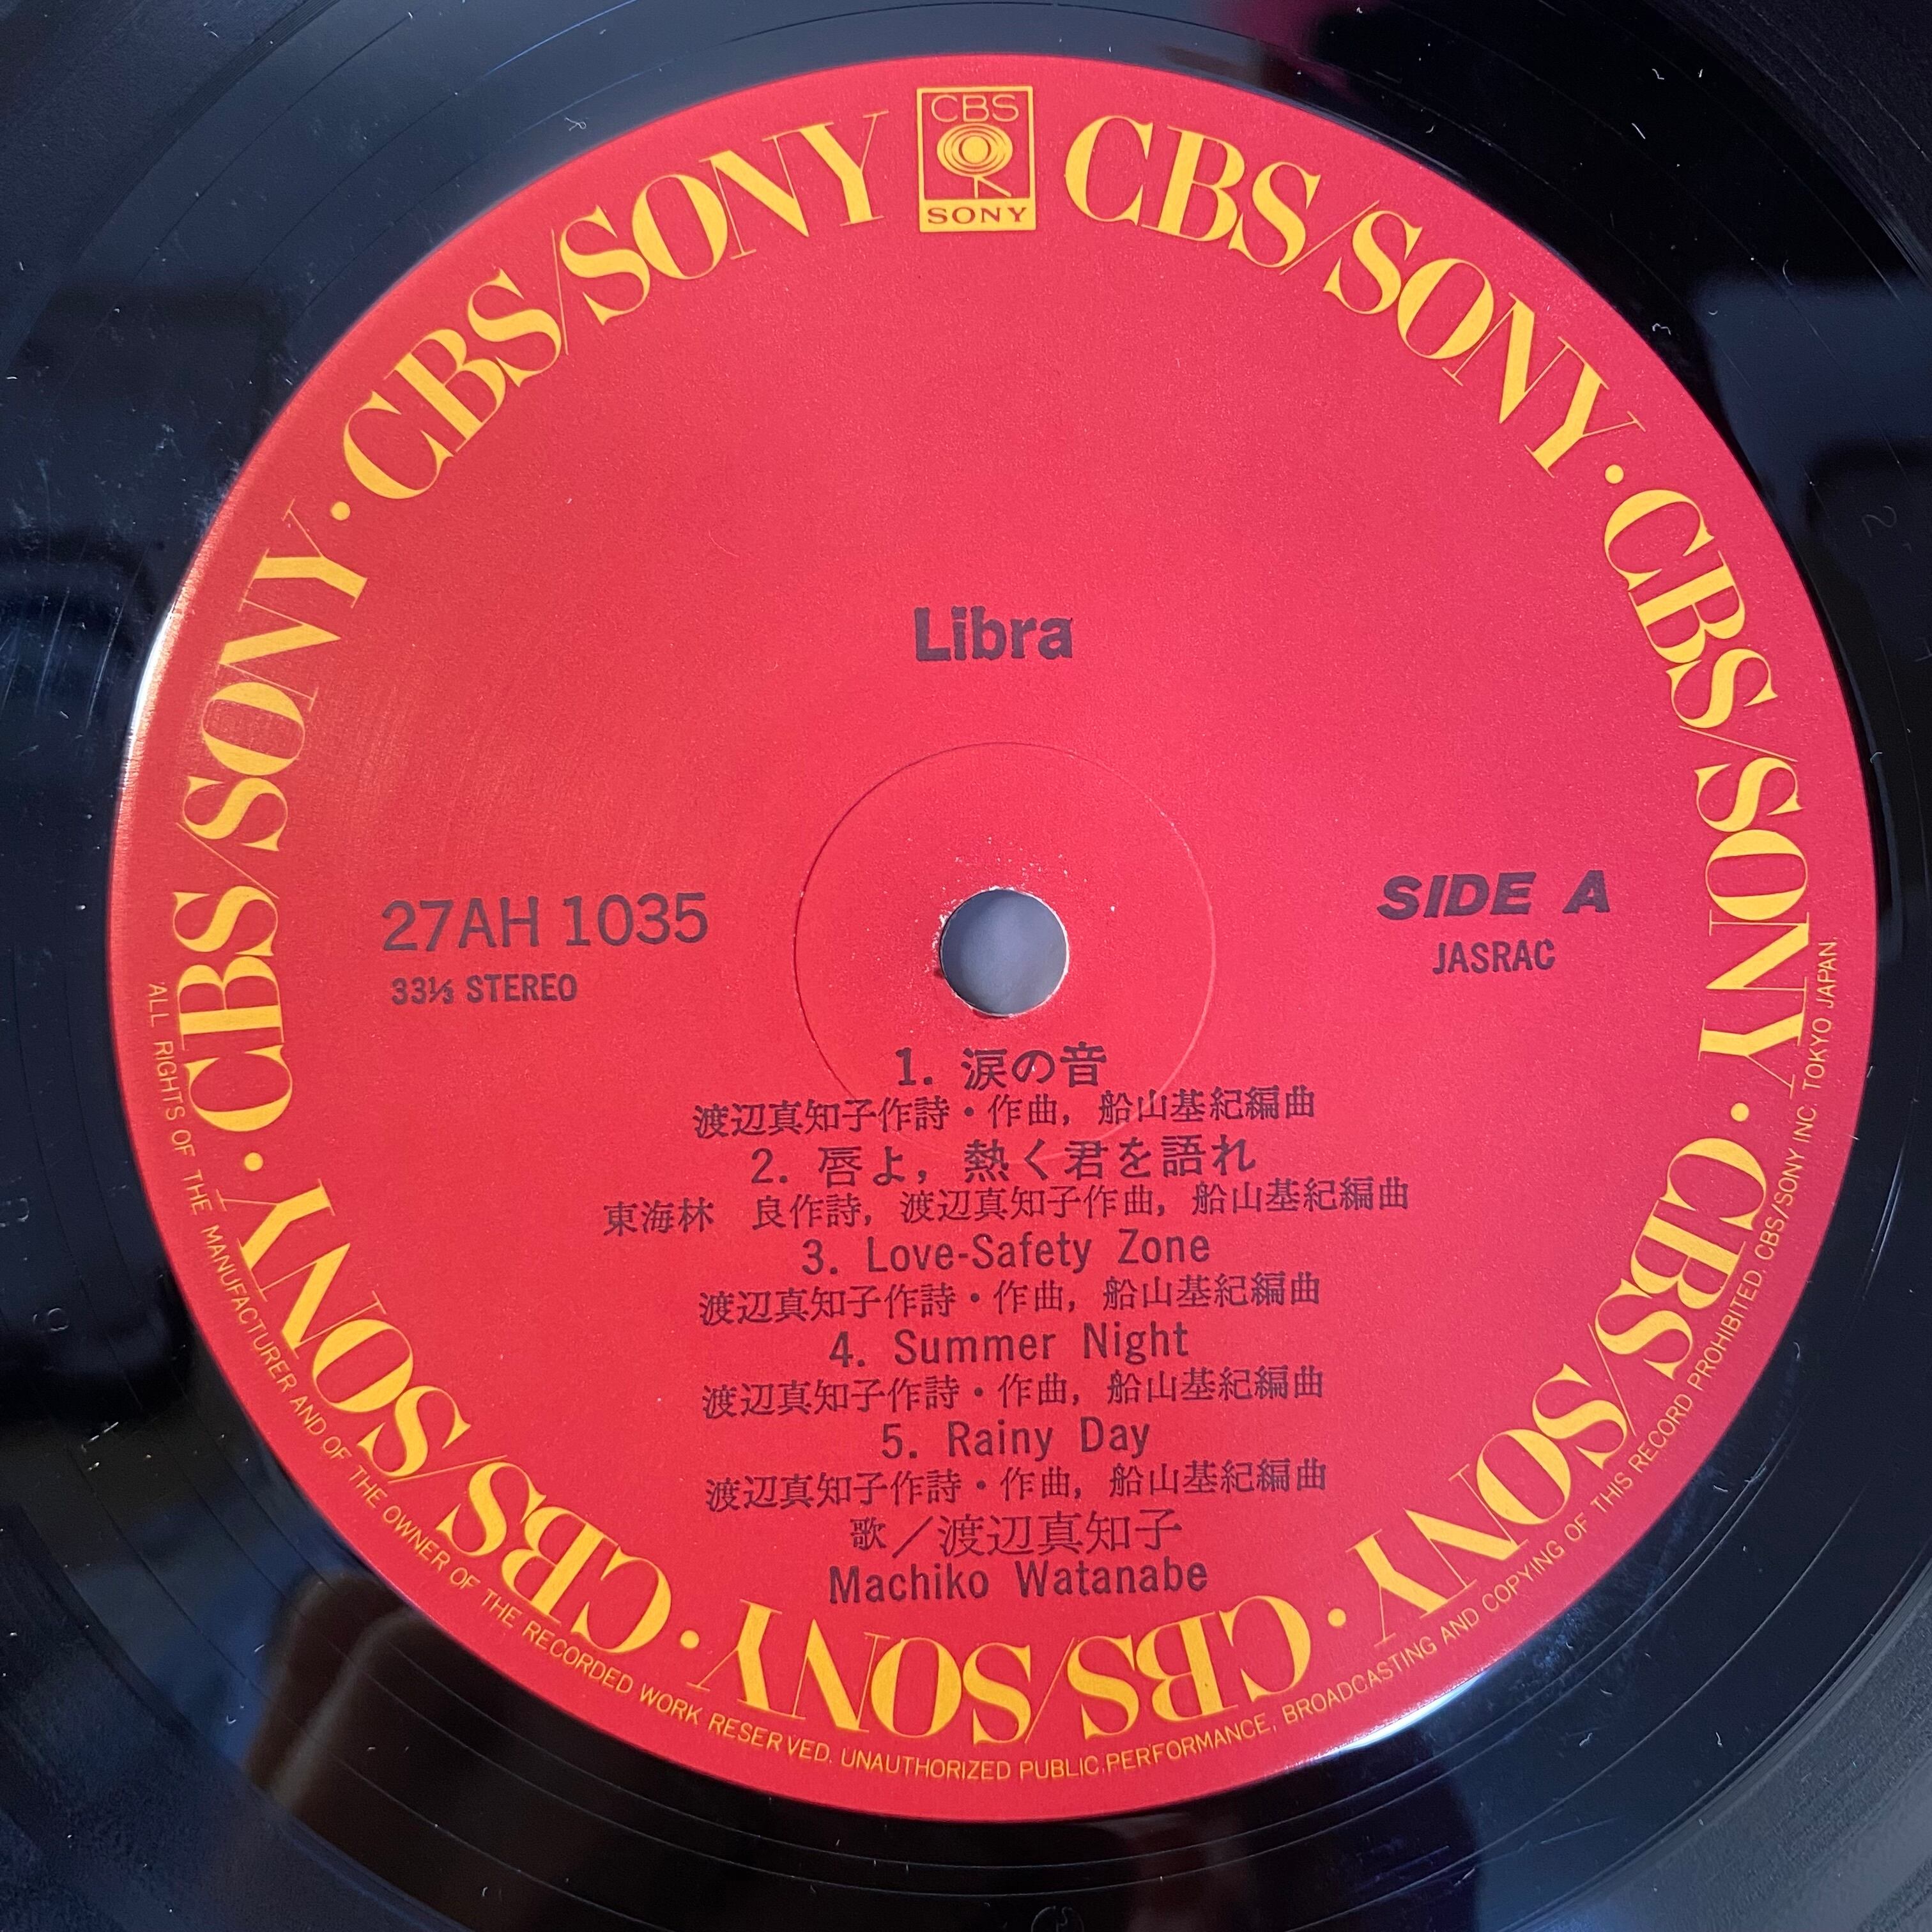 CBS
SONY
CBS/SONY · CBS/SONY · CBS/SONY · CBS/SONY · CBS/SONY · CBS/SONY · CBS/SONY
Libra
27AH 1035
33⅓ STEREO
SIDE A
JASRAC
1. 涙の音
渡辺真知子作詩・作曲, 船山基紀編曲
2. 唇よ, 熱く君を語れ
東海林 良作詩, 渡辺真知子作曲, 船山基紀編曲
3. Love-Safety Zone
渡辺真知子作詩・作曲, 船山基紀編曲
4. Summer Night
渡辺真知子作詩・作曲, 船山基紀編曲
5. Rainy Day
渡辺真知子作詩・作曲, 船山基紀編曲
歌／渡辺真知子
Machiko Watanabe
ALL RIGHTS OF THE MANUFACTURER AND OF THE OWNER OF THE RECORDED WORK RESERVED. UNAUTHORIZED PUBLIC PERFORMANCE, BROADCASTING AND COPYING OF THIS RECORD PROHIBITED. CBS/SONY INC. TOKYO JAPAN